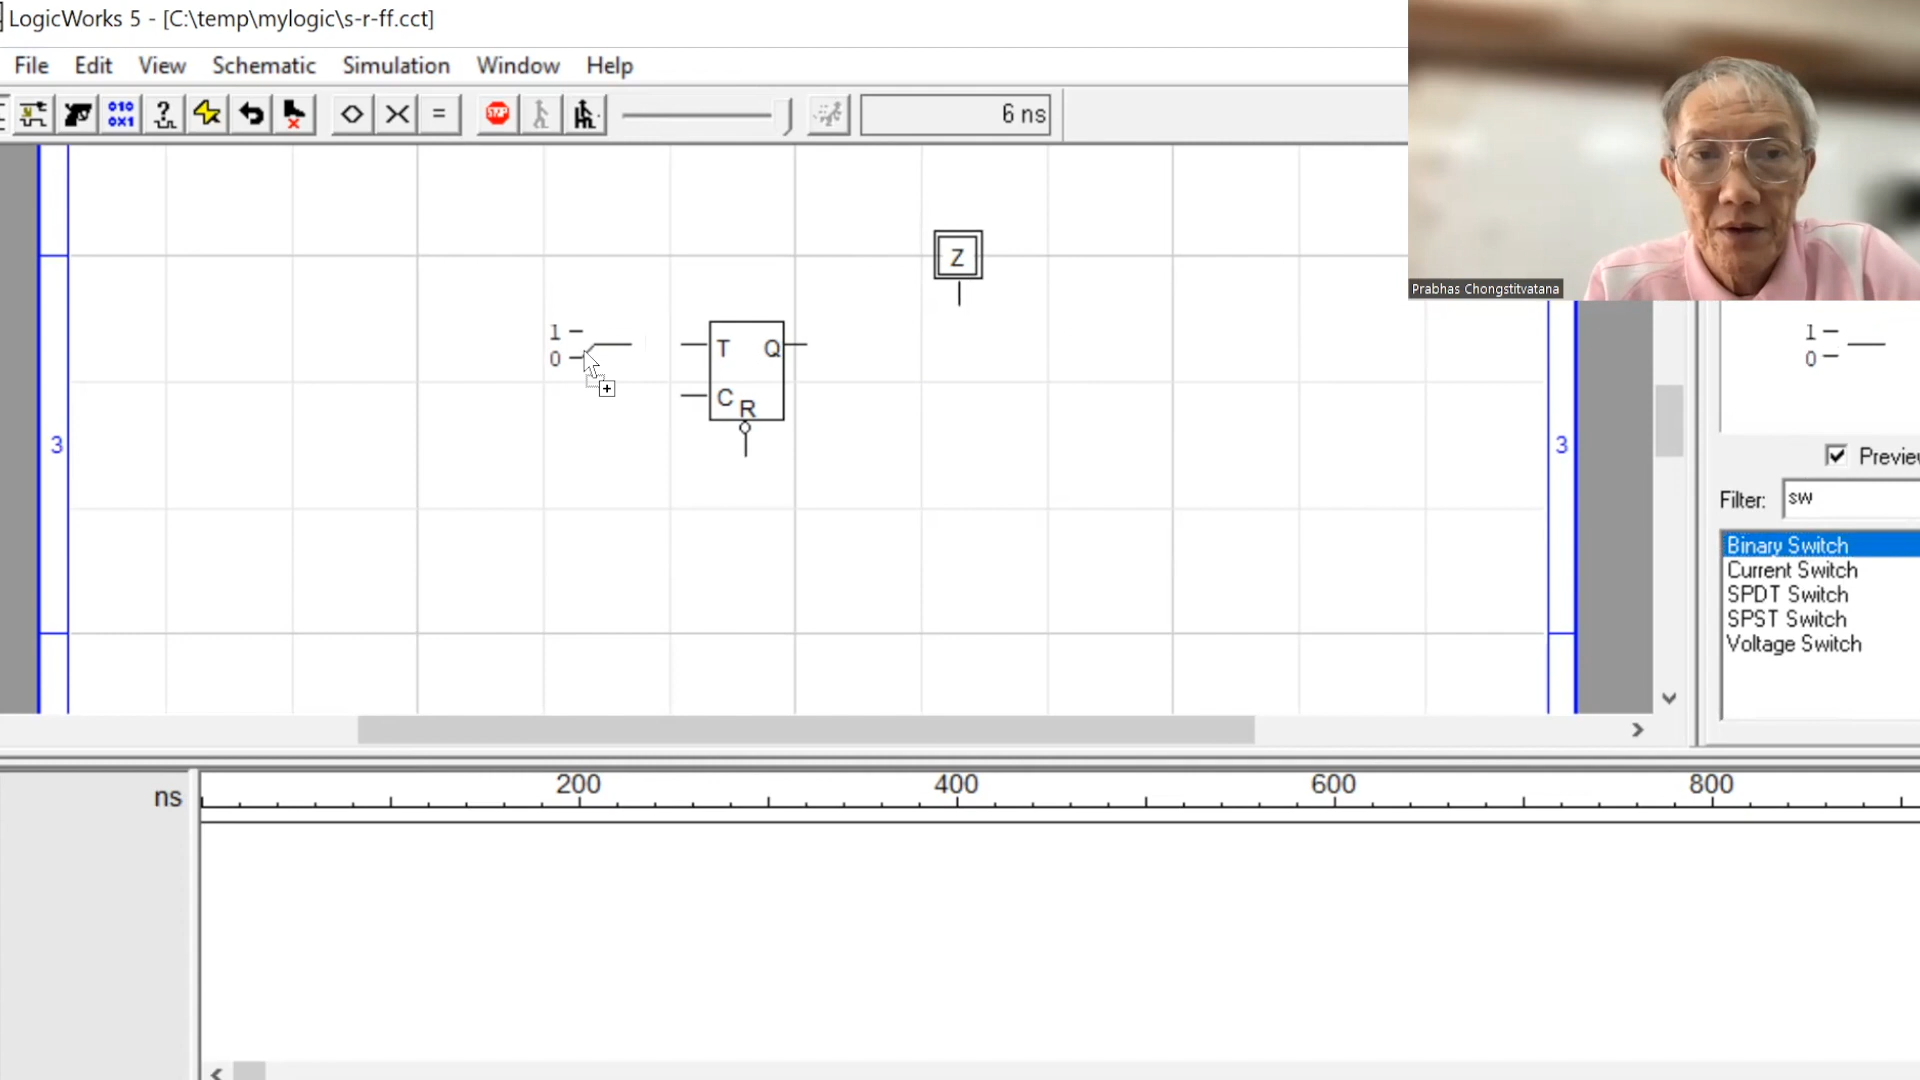 LogicWorks 5 - [C:\temp\mylogic\s-r-ff.cct]
File Edit View Schematic Simulation Window Help
6 ns
Z
1
0
T Q
C R
3
3
Prabhas Chongstitvatana
1
0
Preview
Filter: sw
Binary Switch
Current Switch
SPDT Switch
SPST Switch
Voltage Switch
ns
200 400 600 800